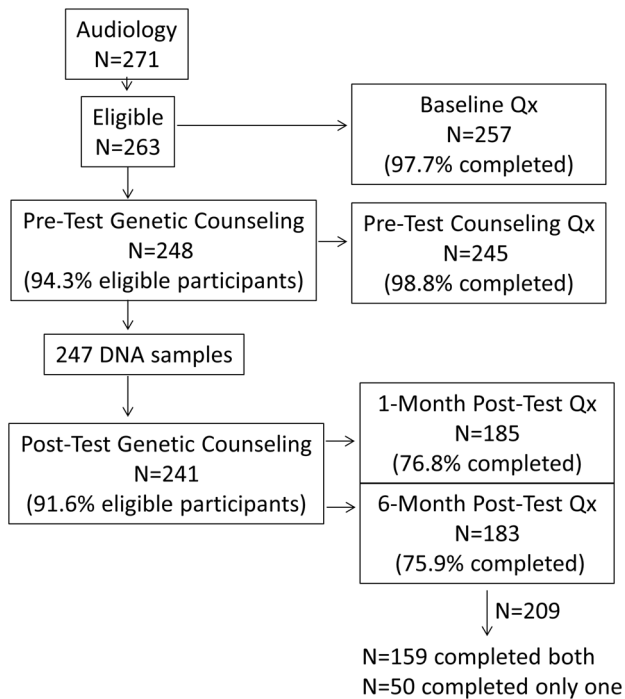 Audiology
N=271
Eligible
N=263
Baseline Qx
N=257
(97.7% completed)
Pre-Test Genetic Counseling
N=248
(94.3% eligible participants)
Pre-Test Counseling Qx
N=245
(98.8% completed)
247 DNA samples
Post-Test Genetic Counseling
N=241
(91.6% eligible participants)
1-Month Post-Test Qx
N=185
(76.8% completed)
6-Month Post-Test Qx
N=183
(75.9% completed)
N=209
N=159 completed both
N=50 completed only one